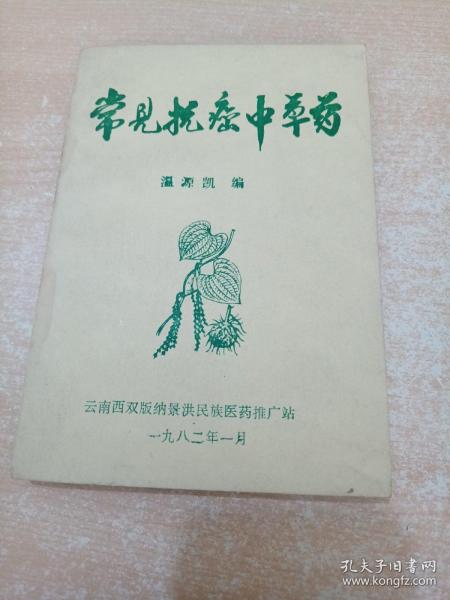 常见抗癌中草药
温源凯 编
云南西双版纳景洪民族医药推广站
一九八二年一月
孔夫子旧书网
www.kongfz.com